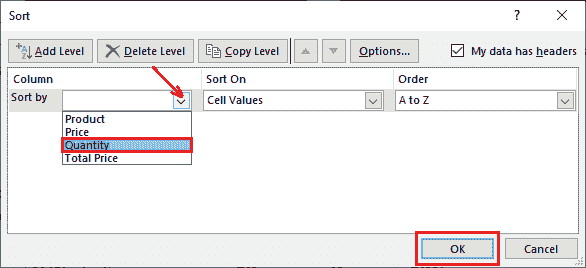 Sort
Add Level Delete Level Copy Level Options... My data has headers
Column Sort On Order
Sort by Cell Values A to Z
Product
Price
Quantity
Total Price
OK Cancel